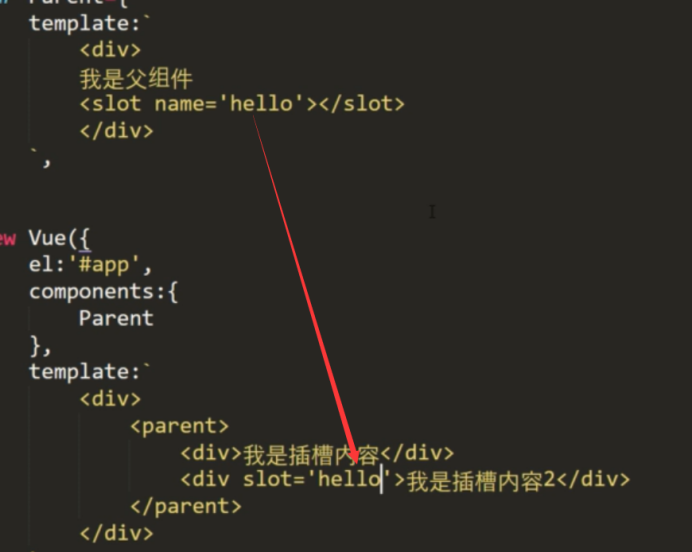 template:`
<div>
我是父组件
<slot name='hello'></slot>
</div>
`,
ew Vue({
el:'#app',
components:{
Parent
},
template:`
<div>
<parent>
<div>我是插槽内容</div>
<div slot='hello'>我是插槽内容2</div>
</parent>
</div>